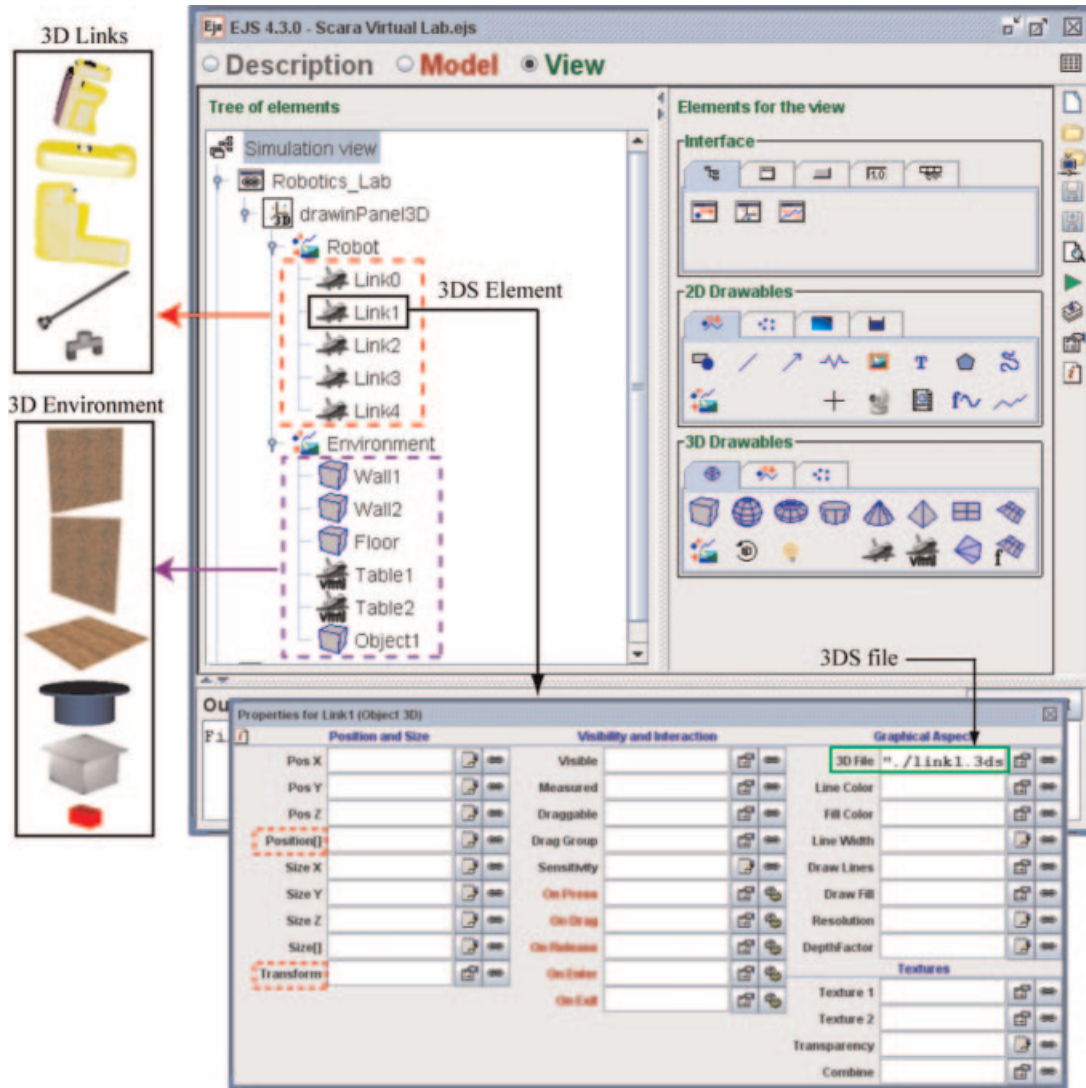 3D Links
3D Environment
EJS 4.3.0 - Scara Virtual Lab.ejs
Description Model View
Tree of elements
Simulation view
Robotics_Lab
drawinPanel3D
Robot
Link0
Link1
Link2
Link3
Link4
Environment
Wall1
Wall2
Floor
Table1
Table2
Object1
3DS Element
Elements for the view
Interface
2D Drawables
3D Drawables
3DS file
Ou
Fi
Properties for Link1 (Object 3D)
Position and Size
Pos X
Pos Y
Pos Z
Position[]
Size X
Size Y
Size Z
Size[]
Transform
Visibility and Interaction
Visible
Measured
Draggable
Drag Group
Sensitivity
On Press
On Drag
On Release
On Enter
On Exit
Graphical Aspect
3D File "./link1.3ds
Line Color
Fill Color
Line Width
Draw Lines
Draw Fill
Resolution
DepthFactor
Textures
Texture 1
Texture 2
Transparency
Combine